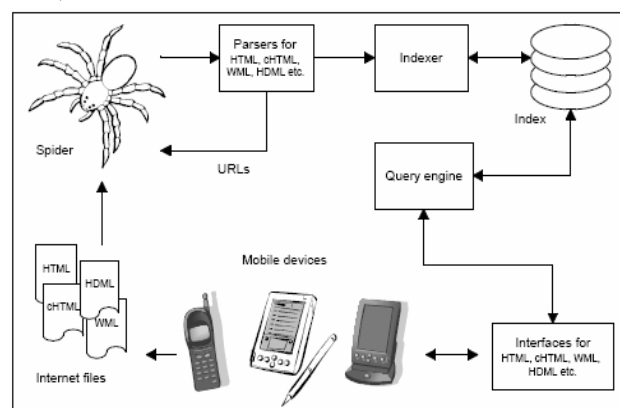 Parsers for
HTML, cHTML,
WML, HDML etc.
Indexer
Index
Spider
URLs
Query engine
HTML
HDML
cHTML
WML
Mobile devices
Interfaces for
HTML, cHTML, WML,
HDML etc.
Internet files